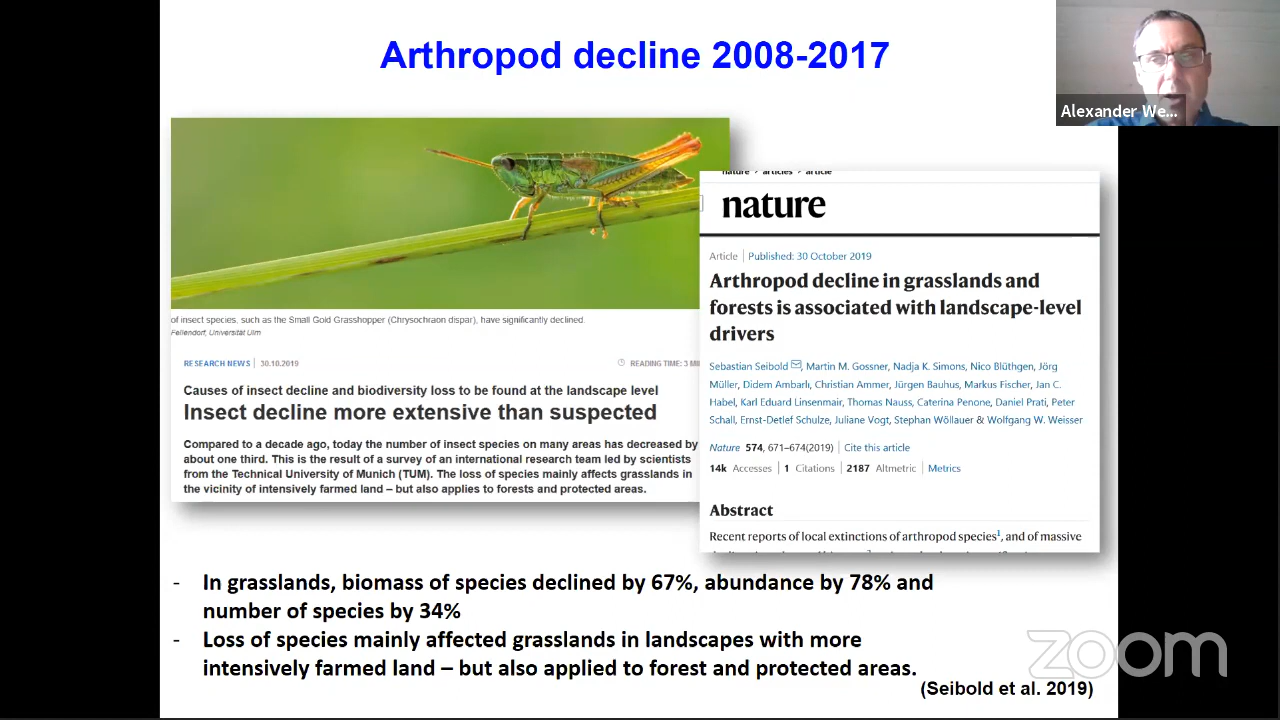 Arthropod decline 2008-2017
Alexander We...
nature > articles > article
nature
Article | Published: 30 October 2019
Arthropod decline in grasslands and
forests is associated with landscape-level
drivers
Sebastian Seibold, Martin M. Gossner, Nadja K. Simons, Nico Blüthgen, Jörg
Müller, Didem Ambarlı, Christian Ammer, Jürgen Bauhus, Markus Fischer, Jan C.
Habel, Karl Eduard Linsenmair, Thomas Nauss, Caterina Penone, Daniel Prati, Peter
Schall, Ernst-Detlef Schulze, Juliane Vogt, Stephan Wöllauer & Wolfgang W. Weisser
Nature 574, 671–674(2019) | Cite this article
14k Accesses | 1 Citations | 2187 Altmetric | Metrics
Abstract
Recent reports of local extinctions of arthropod species1, and of massive
of insect species, such as the Small Gold Grasshopper (Chrysochraon dispar), have significantly declined.
Fellendorf, Universität Ulm
RESEARCH NEWS | 30.10.2019
READING TIME: 3 MI
Causes of insect decline and biodiversity loss to be found at the landscape level
Insect decline more extensive than suspected
Compared to a decade ago, today the number of insect species on many areas has decreased by
about one third. This is the result of a survey of an international research team led by scientists
from the Technical University of Munich (TUM). The loss of species mainly affects grasslands in
the vicinity of intensively farmed land – but also applies to forests and protected areas.
- In grasslands, biomass of species declined by 67%, abundance by 78% and
number of species by 34%
- Loss of species mainly affected grasslands in landscapes with more
intensively farmed land – but also applied to forest and protected areas.
(Seibold et al. 2019)
zoom